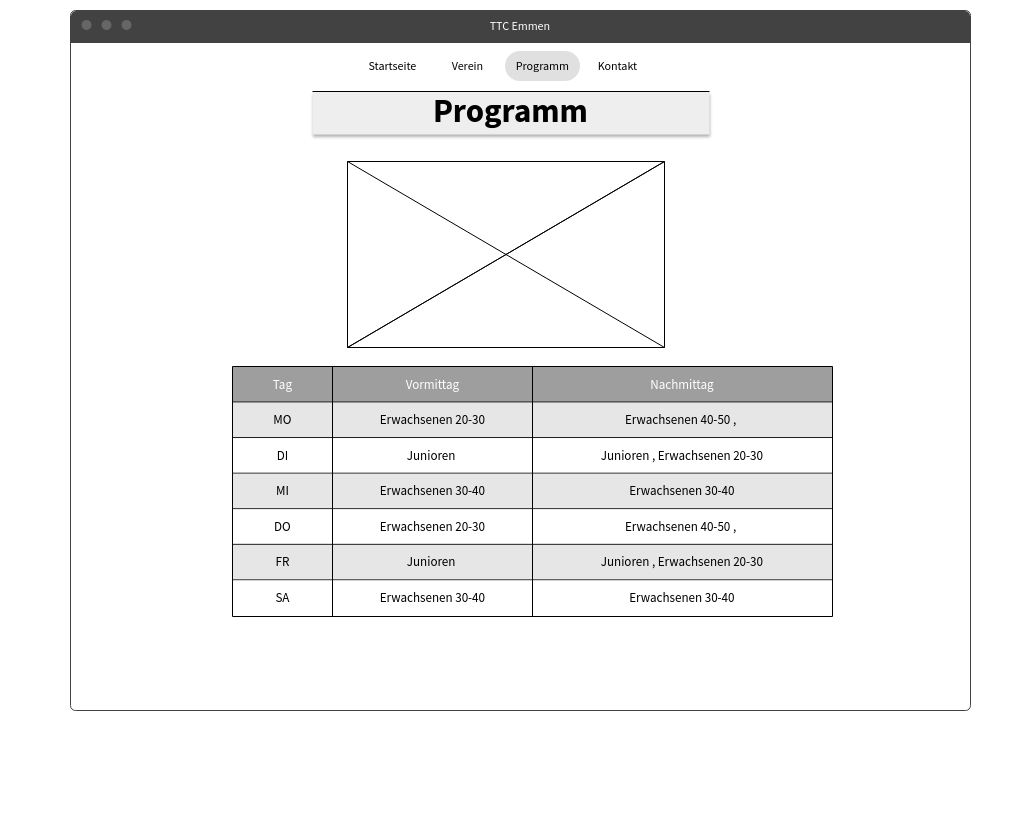 TTC Emmen
Startseite Verein Programm Kontakt
Programm
Tag Vormittag Nachmittag
MO Erwachsenen 20-30 Erwachsenen 40-50 ,
DI Junioren Junioren , Erwachsenen 20-30
MI Erwachsenen 30-40 Erwachsenen 30-40
DO Erwachsenen 20-30 Erwachsenen 40-50 ,
FR Junioren Junioren , Erwachsenen 20-30
SA Erwachsenen 30-40 Erwachsenen 30-40